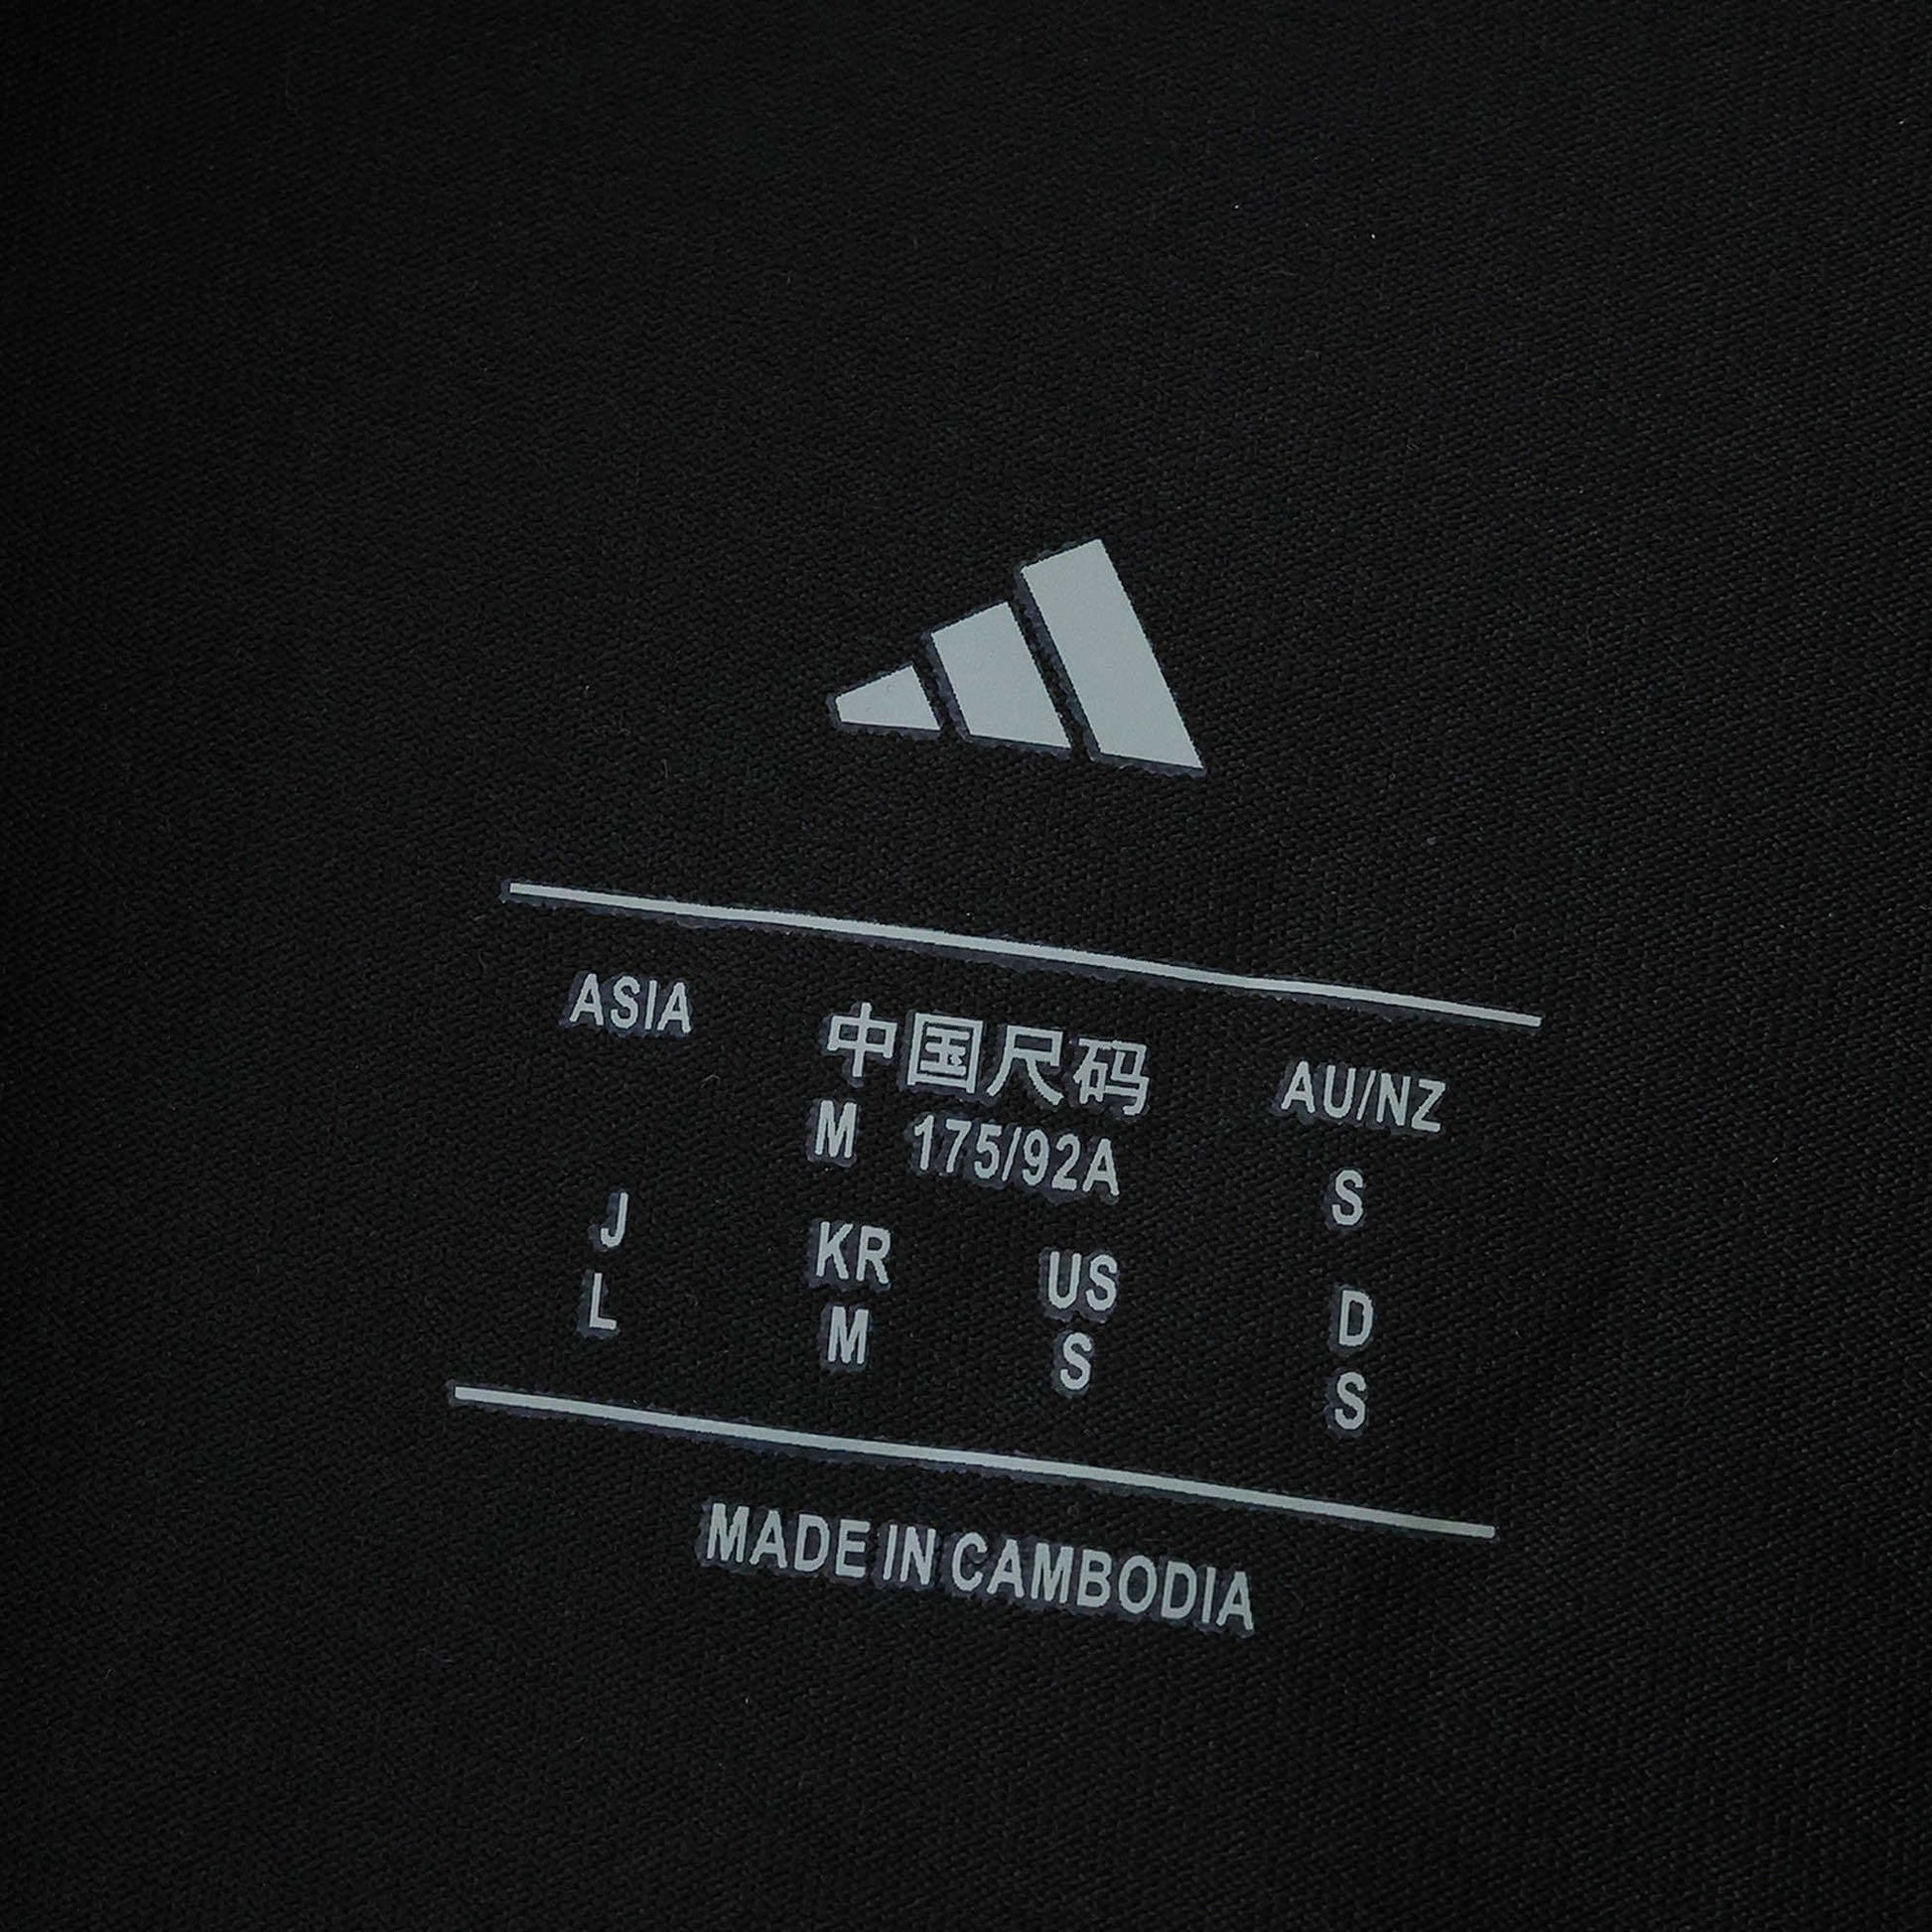 ASIA 中国尺码 AU/NZ
M 175/92A S
J KR US D
L M S S
MADE IN CAMBODIA